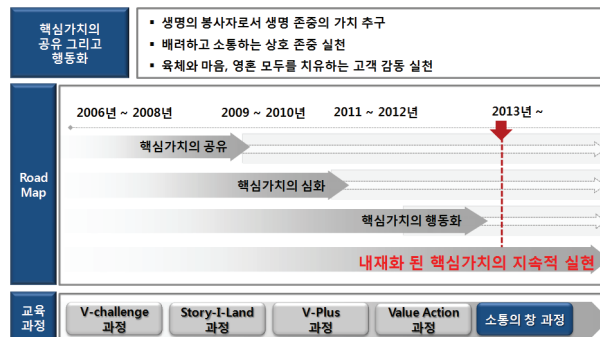 핵심가치의
공유 그리고
행동화
▪ 생명의 봉사자로서 생명 존중의 가치 추구
▪ 배려하고 소통하는 상호 존중 실천
▪ 육체와 마음, 영혼 모두를 치유하는 고객 감동 실천
Road
Map
2006년 ~ 2008년
2009 ~ 2010년
2011 ~ 2012년
2013년 ~
핵심가치의 공유
핵심가치의 심화
핵심가치의 행동화
내재화 된 핵심가치의 지속적 실현
교육
과정
V-challenge
과정
Story-I-Land
과정
V-Plus
과정
Value Action
과정
소통의 창 과정